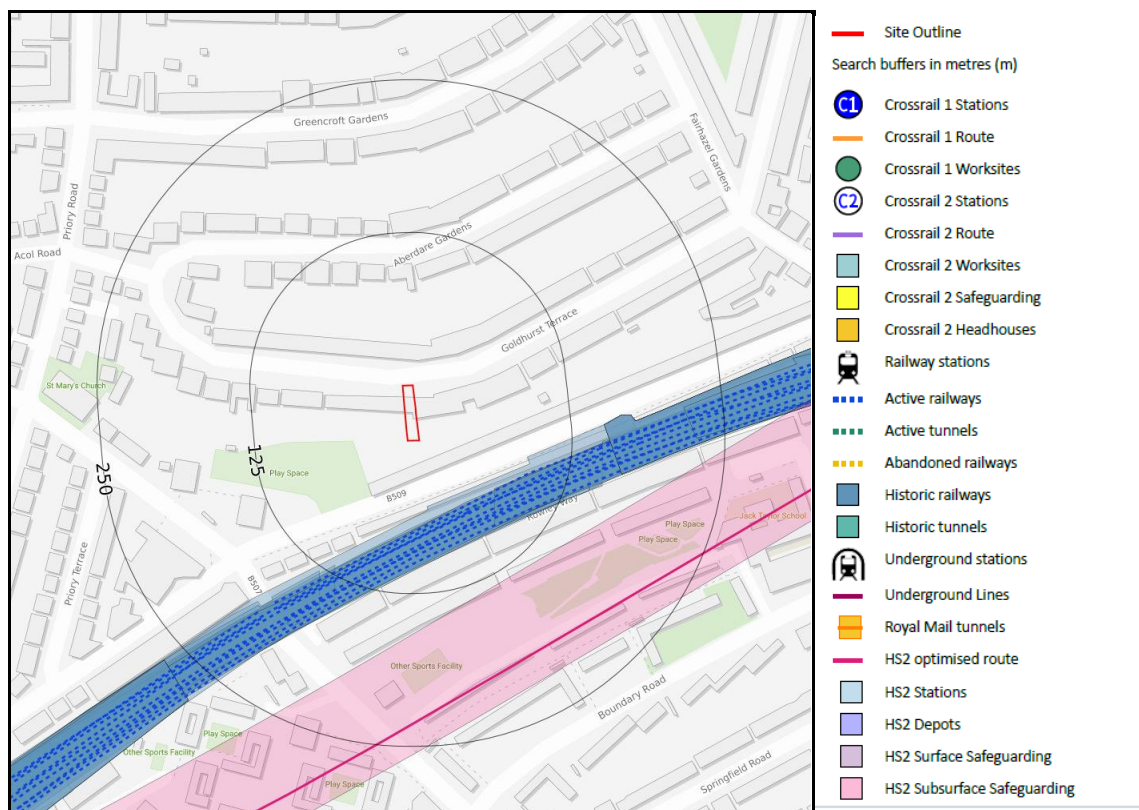 Greencroft Gardens
Fairhazel Gardens
Priory Road
Acol Road
Aberdare Gardens
Goldhurst Terrace
St Mary's Church
125
250
Play Space
B509
Rowley Way
Play Space
Play Space
Jack Taylor School
Priory Terrace
B507
Other Sports Facility
Boundary Road
Play Space
Other Sports Facility
Play Space
Springfield Road
Site Outline
Search buffers in metres (m)
C1 Crossrail 1 Stations
Crossrail 1 Route
Crossrail 1 Worksites
C2 Crossrail 2 Stations
Crossrail 2 Route
Crossrail 2 Worksites
Crossrail 2 Safeguarding
Crossrail 2 Headhouses
Railway stations
Active railways
Active tunnels
Abandoned railways
Historic railways
Historic tunnels
Underground stations
Underground Lines
Royal Mail tunnels
HS2 optimised route
HS2 Stations
HS2 Depots
HS2 Surface Safeguarding
HS2 Subsurface Safeguarding